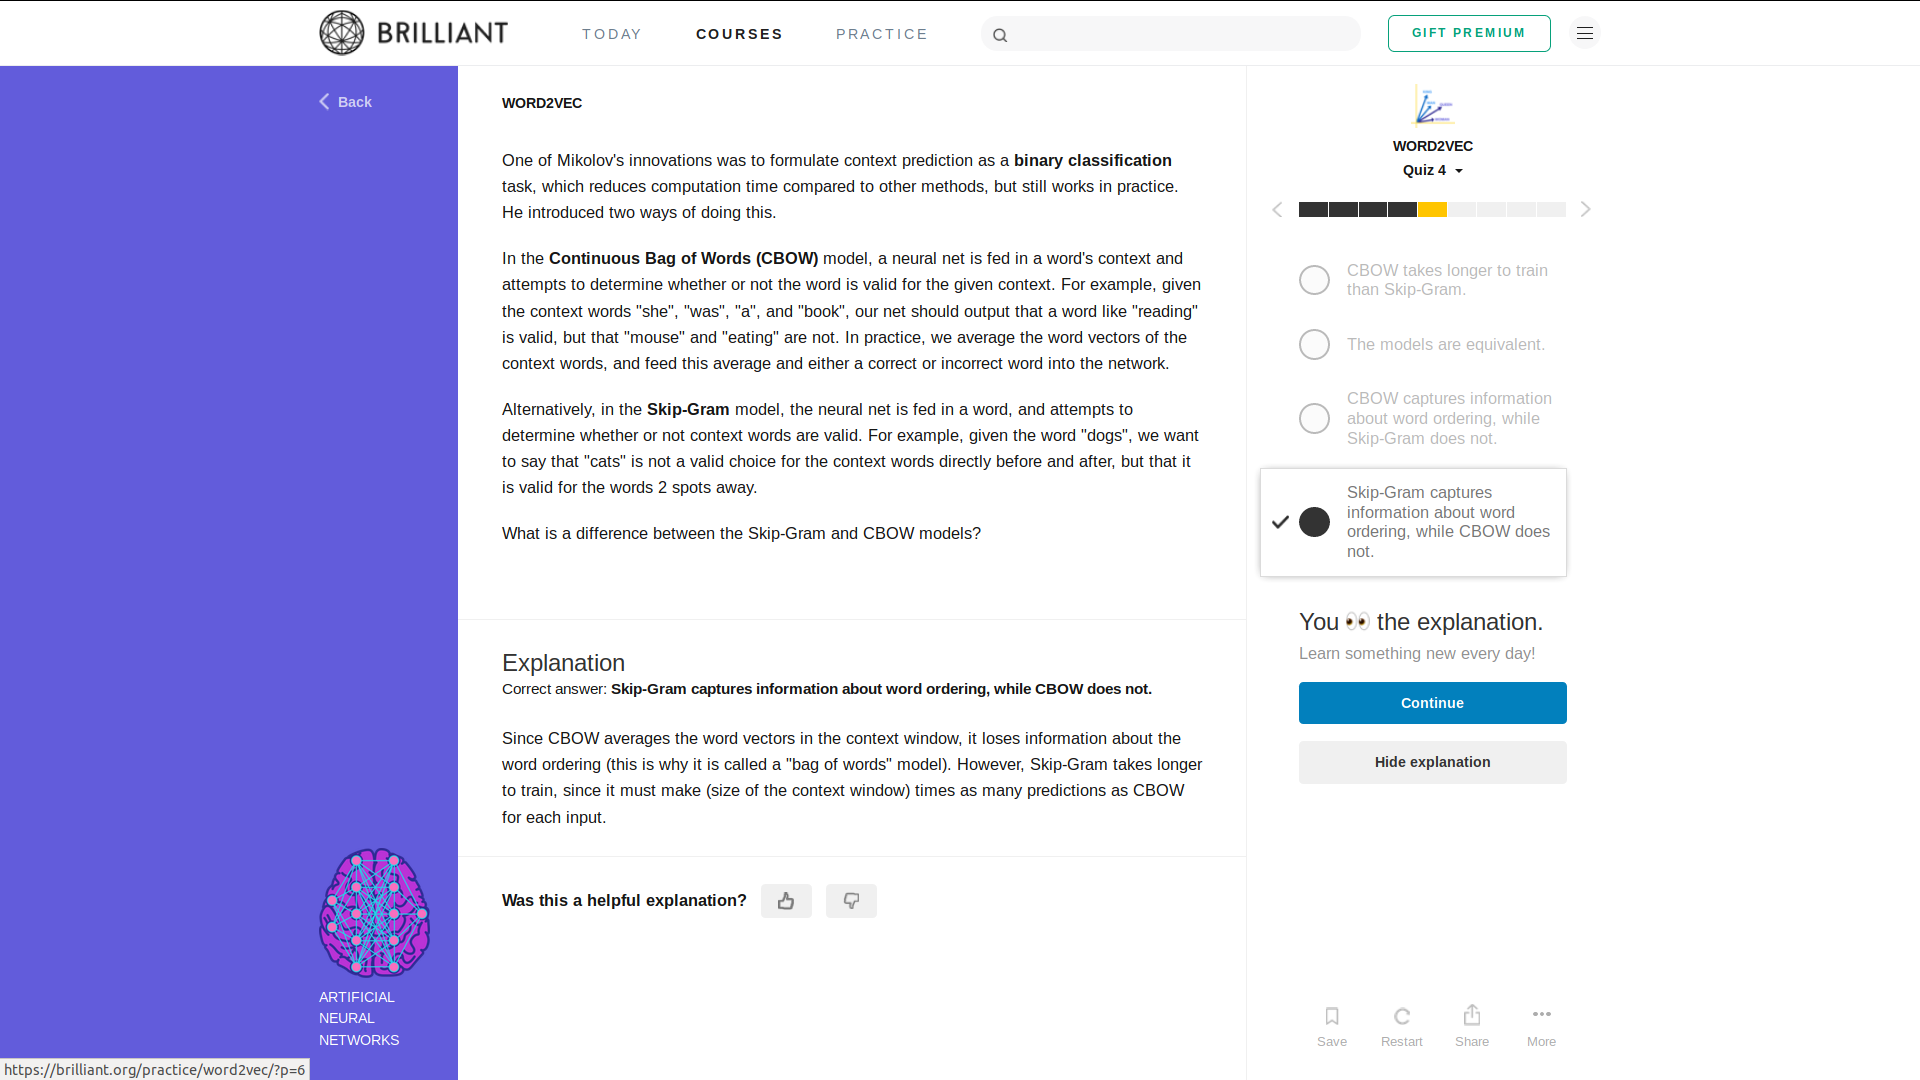 BRILLIANT
TODAY
COURSES
PRACTICE
GIFT PREMIUM
Back
WORD2VEC
One of Mikolov's innovations was to formulate context prediction as a binary classification
task, which reduces computation time compared to other methods, but still works in practice.
He introduced two ways of doing this.
In the Continuous Bag of Words (CBOW) model, a neural net is fed in a word's context and
attempts to determine whether or not the word is valid for the given context. For example, given
the context words "she", "was", "a", and "book", our net should output that a word like "reading"
is valid, but that "mouse" and "eating" are not. In practice, we average the word vectors of the
context words, and feed this average and either a correct or incorrect word into the network.
Alternatively, in the Skip-Gram model, the neural net is fed in a word, and attempts to
determine whether or not context words are valid. For example, given the word "dogs", we want
to say that "cats" is not a valid choice for the context words directly before and after, but that it
is valid for the words 2 spots away.
What is a difference between the Skip-Gram and CBOW models?
Explanation
Correct answer: Skip-Gram captures information about word ordering, while CBOW does not.
Since CBOW averages the word vectors in the context window, it loses information about the
word ordering (this is why it is called a "bag of words" model). However, Skip-Gram takes longer
to train, since it must make (size of the context window) times as many predictions as CBOW
for each input.
Was this a helpful explanation?
WORD2VEC
Quiz 4
CBOW takes longer to train
than Skip-Gram.
The models are equivalent.
CBOW captures information
about word ordering, while
Skip-Gram does not.
Skip-Gram captures
information about word
ordering, while CBOW does
not.
You 👀 the explanation.
Learn something new every day!
Continue
Hide explanation
Save
Restart
Share
More
ARTIFICIAL
NEURAL
NETWORKS
https://brilliant.org/practice/word2vec/?p=6